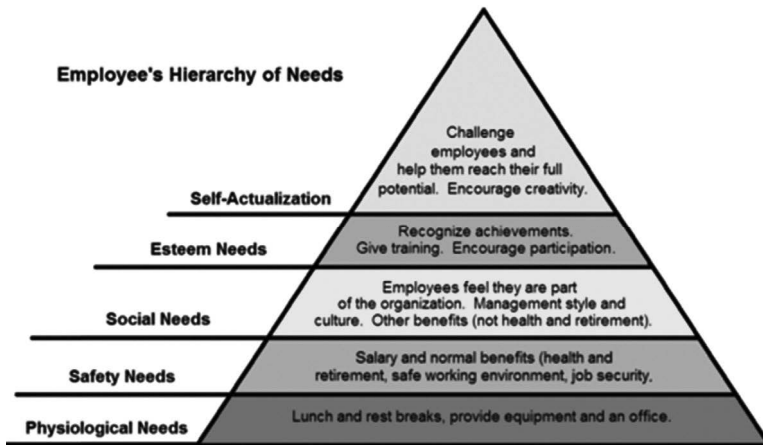 Employee's Hierarchy of Needs
Challenge
employees and
help them reach their full
potential. Encourage creativity.
Self-Actualization
Recognize achievements.
Give training. Encourage participation.
Esteem Needs
Employees feel they are part
of the organization. Management style and
culture. Other benefits (not health and retirement).
Social Needs
Salary and normal benefits (health and
retirement, safe working environment, job security.
Safety Needs
Lunch and rest breaks, provide equipment and an office.
Physiological Needs